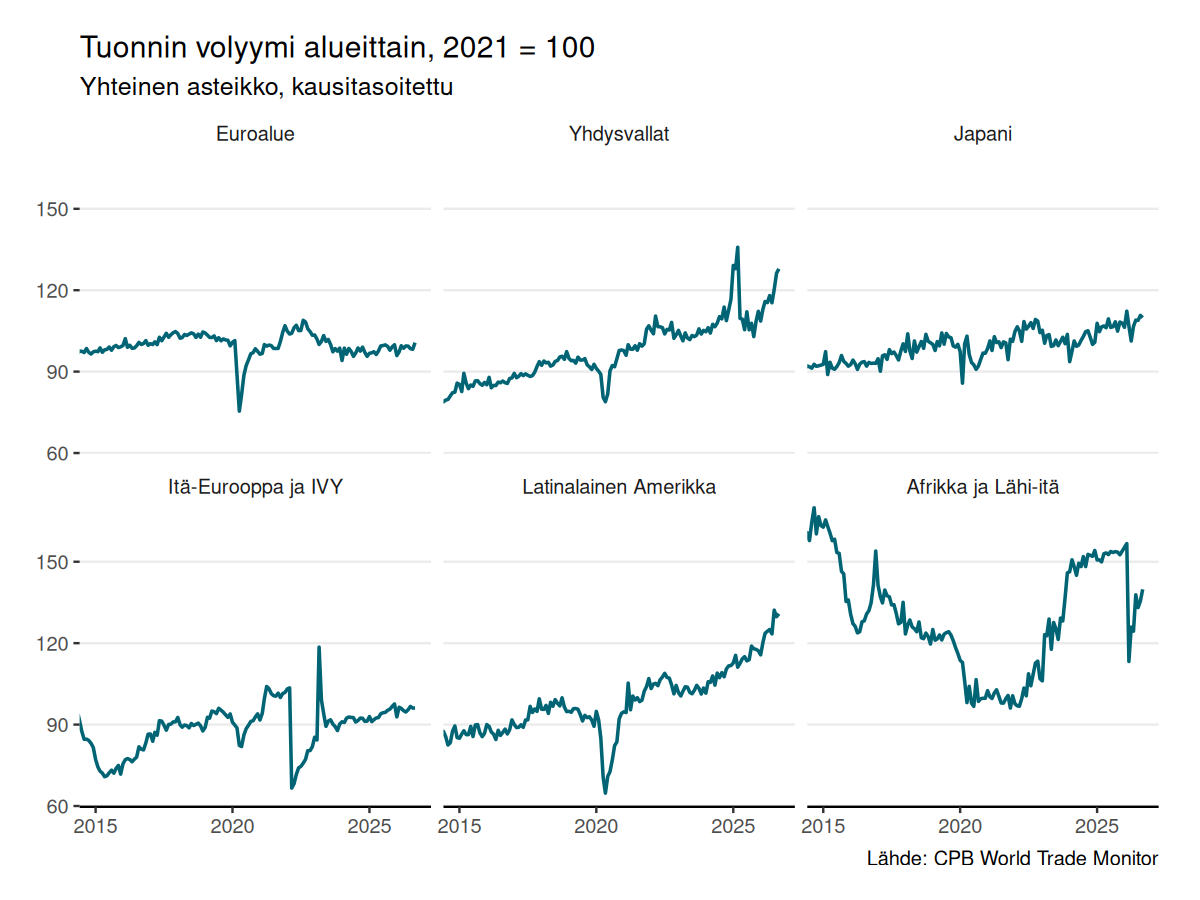 Tuonnin volyymi alueittain, 2021 = 100
Yhteinen asteikko, kausitasoitettu
Euroalue
Yhdysvallat
Japani
150
120
90
60
Itä-Eurooppa ja IVY
Latinalainen Amerikka
Afrikka ja Lähi-itä
150
120
90
60
2015 2020 2025 2015 2020 2025 2015 2020 2025
Lähde: CPB World Trade Monitor